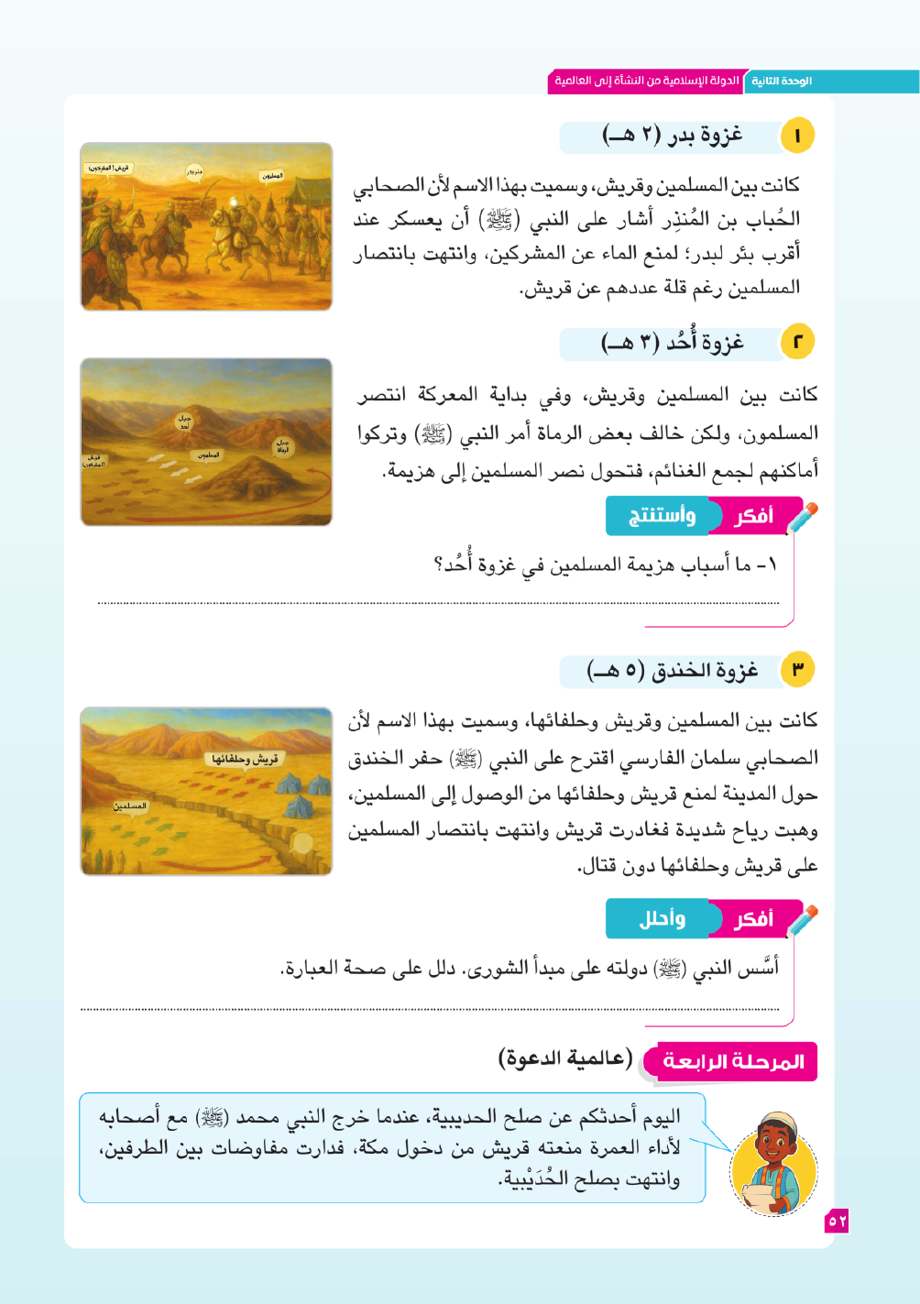 الوحدة الثانية الدولة الإسلامية من النشأة إلى العالمية
١ غزوة بدر (٢ هـ)
كانت بين المسلمين وقريش، وسميت بهذا الاسم لأن الصحابي
الحُباب بن المُنذِر أشار على النبي (ﷺ) أن يعسكر عند
أقرب بئر لبدر؛ لمنع الماء عن المشركين، وانتهت بانتصار
المسلمين رغم قلة عددهم عن قريش.
المسلمون
قريش (المشركون)
٢ غزوة أُحُد (٣ هـ)
كانت بين المسلمين وقريش، وفي بداية المعركة انتصر
المسلمون، ولكن خالف بعض الرماة أمر النبي (ﷺ) وتركوا
أماكنهم لجمع الغنائم، فتحول نصر المسلمين إلى هزيمة.
جبل
أحد
جبل
الرماة
المسلمون
قريش
(المشركون)
أفكر وأستنتج
١- ما أسباب هزيمة المسلمين في غزوة أُحُد؟
٣ غزوة الخندق (٥ هـ)
كانت بين المسلمين وقريش وحلفائها، وسميت بهذا الاسم لأن
الصحابي سلمان الفارسي اقترح على النبي (ﷺ) حفر الخندق
حول المدينة لمنع قريش وحلفائها من الوصول إلى المسلمين،
وهبت رياح شديدة فغادرت قريش وانتهت بانتصار المسلمين
على قريش وحلفائها دون قتال.
قريش وحلفائها
المسلمين
أفكر وأحلل
أسَّس النبي (ﷺ) دولته على مبدأ الشورى. دلل على صحة العبارة.
المرحلة الرابعة (عالمية الدعوة)
اليوم أحدثكم عن صلح الحديبية، عندما خرج النبي محمد (ﷺ) مع أصحابه
لأداء العمرة منعته قريش من دخول مكة، فدارت مفاوضات بين الطرفين،
وانتهت بصلح الحُدَيْبية.
٥٢